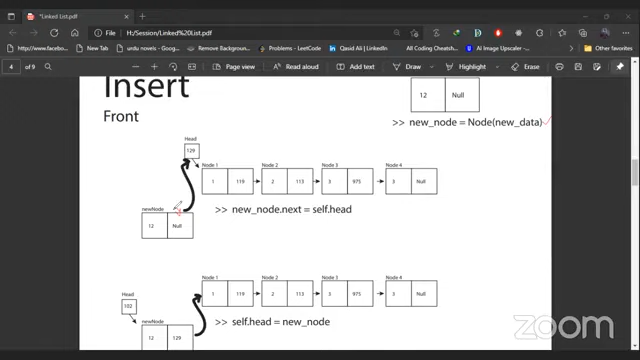 *Linked List.pdf
File | H:/Session/Linked%20List.pdf
https://www.faceboo... New Tab urdu novels Remove Background... Problems - LeetCode Qasid Ali | LinkedIn All Coding Cheatsh... AI Image Upscaler,... Other favorites
4 of 9 Page view Read aloud Add text Draw Highlight Erase
Insert
Front
12 Null
>> new_node = Node(new_data)
Head
129
Node 1 Node 2 Node 3 Node 4
1 119 2 113 3 975 3 Null
newNode
12 Null
>> new_node.next = self.head
Node 1 Node 2 Node 3 Node 4
1 119 2 113 3 975 3 Null
Head
102
newNode
12 129
>> self.head = new_node
zoom